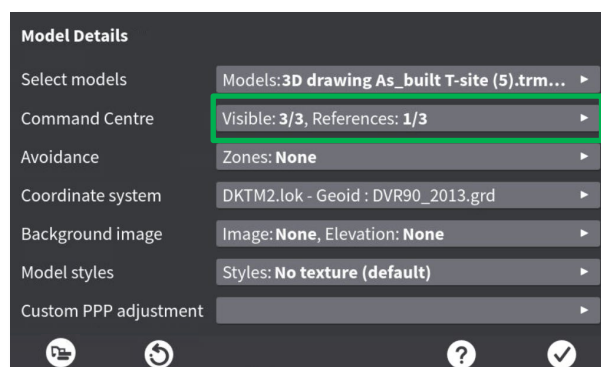 Model Details
Select models Models:3D drawing As_built T-site (5).trm...
Command Centre Visible: 3/3, References: 1/3
Avoidance Zones: None
Coordinate system DKTM2.lok - Geoid : DVR90_2013.grd
Background image Image: None, Elevation: None
Model styles Styles: No texture (default)
Custom PPP adjustment
?